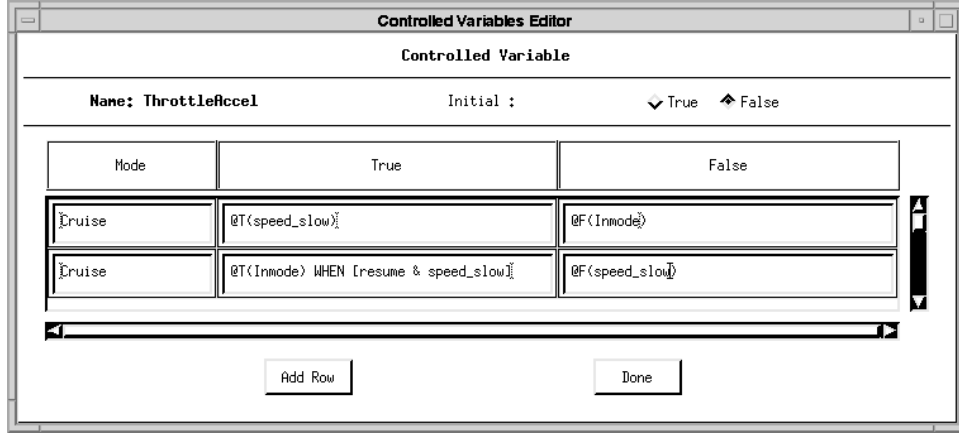 Controlled Variables Editor
Controlled Variable
Name: ThrottleAccel Initial : True False
Mode True False
Cruise @T(speed_slow) @F(Inmode)
Cruise @T(Inmode) WHEN [resume & speed_slow] @F(speed_slow)
Add Row Done